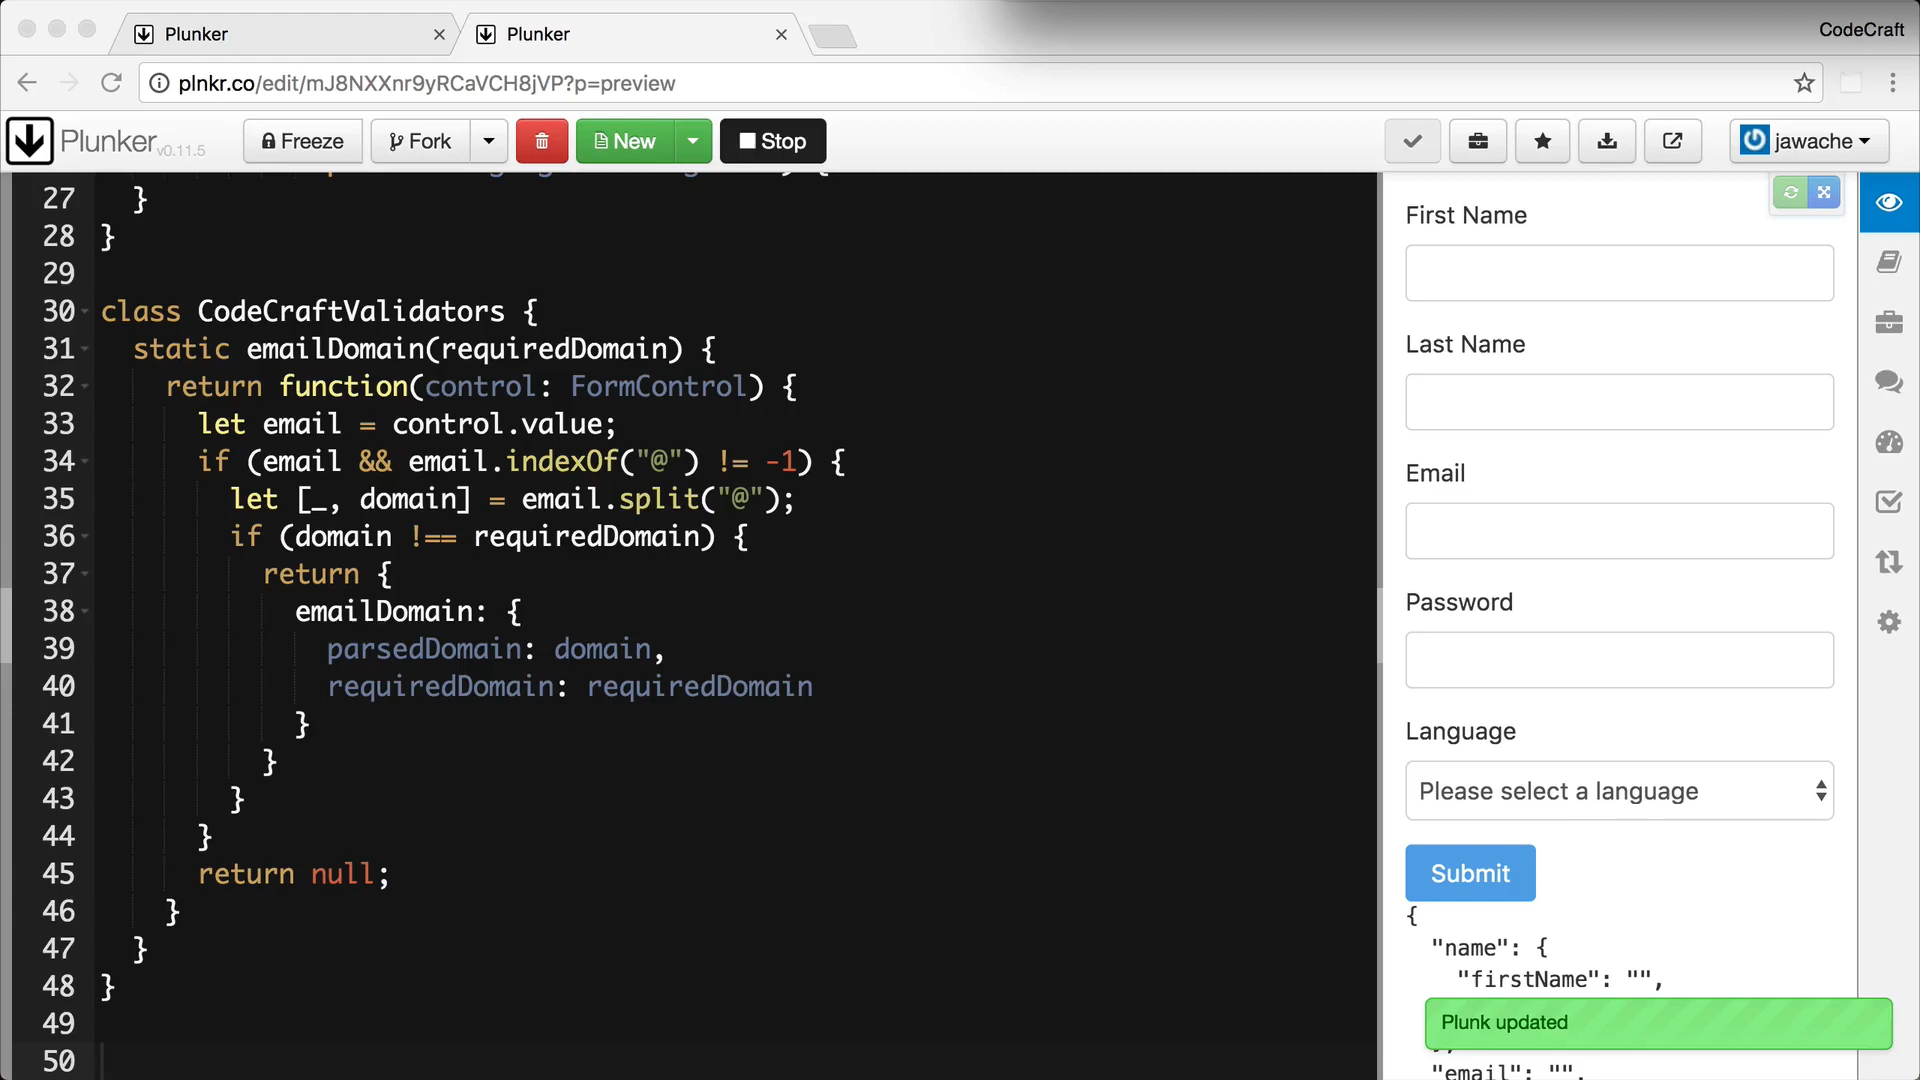 CodeCraft
Plunker
Plunker
plnkr.co/edit/mJ8NXXnr9yRCaVCH8jVP?p=preview
Plunker v0.11.5
Freeze
Fork
New
Stop
jawache
27 }
28 }
29
30 class CodeCraftValidators {
31 static emailDomain(requiredDomain) {
32 return function(control: FormControl) {
33 let email = control.value;
34 if (email && email.indexOf("@") != -1) {
35 let [_, domain] = email.split("@");
36 if (domain !== requiredDomain) {
37 return {
38 emailDomain: {
39 parsedDomain: domain,
40 requiredDomain: requiredDomain
41 }
42 }
43 }
44 }
45 return null;
46 }
47 }
48 }
49
50
First Name
Last Name
Email
Password
Language
Please select a language
Submit
{
"name": {
"firstName": "",
Plunk updated
"email": "",